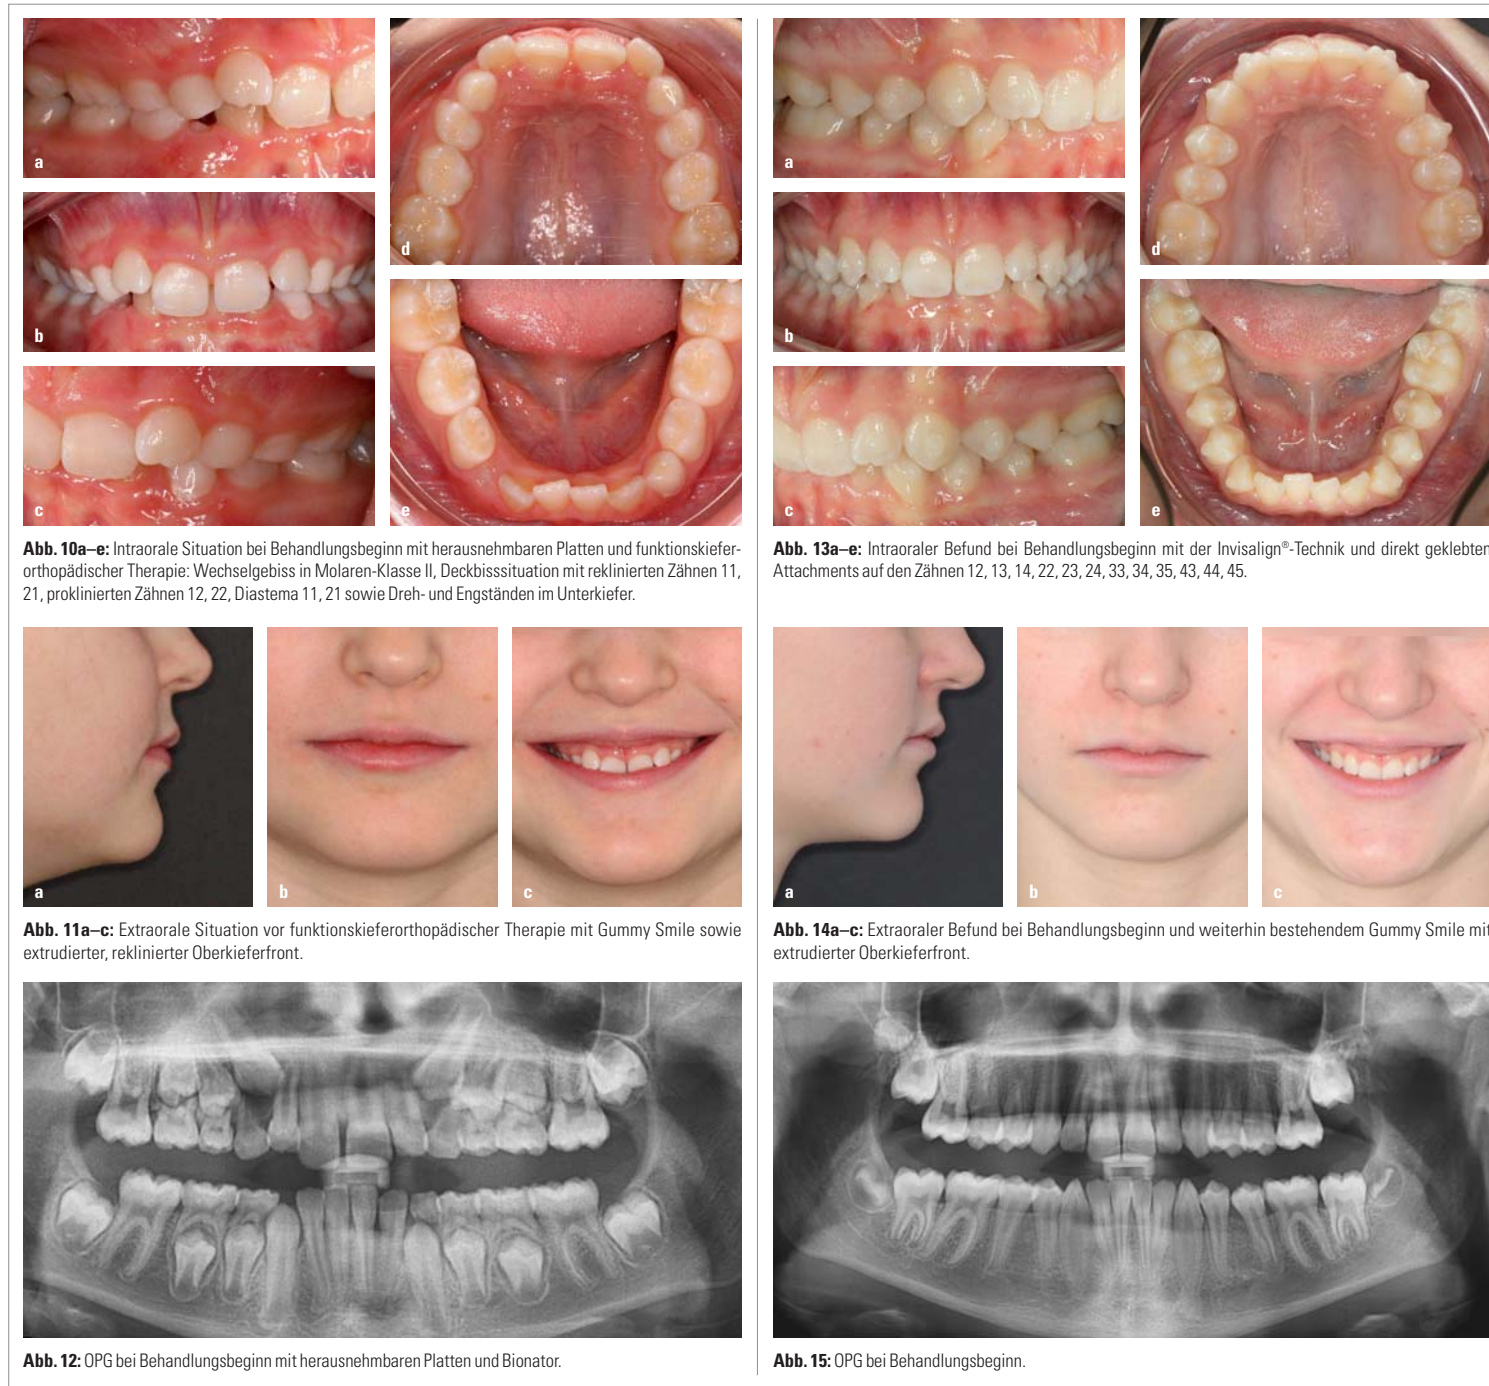 a
b
c
d
e
Abb. 10a–e: Intraorale Situation bei Behandlungsbeginn mit herausnehmbaren Platten und funktionskiefer-
orthopädischer Therapie: Wechselgebiss in Molaren-Klasse II, Deckbisssituation mit reklinierten Zähnen 11,
21, proklinierten Zähnen 12, 22, Diastema 11, 21 sowie Dreh- und Engständen im Unterkiefer.
a
b
c
Abb. 11a–c: Extraorale Situation vor funktionskieferorthopädischer Therapie mit Gummy Smile sowie
extrudierter, reklinierter Oberkieferfront.
Abb. 12: OPG bei Behandlungsbeginn mit herausnehmbaren Platten und Bionator.
a
b
c
d
e
Abb. 13a–e: Intraoraler Befund bei Behandlungsbeginn mit der Invisalign®-Technik und direkt geklebten
Attachments auf den Zähnen 12, 13, 14, 22, 23, 24, 33, 34, 35, 43, 44, 45.
a
b
c
Abb. 14a–c: Extraoraler Befund bei Behandlungsbeginn und weiterhin bestehendem Gummy Smile mit
extrudierter Oberkieferfront.
Abb. 15: OPG bei Behandlungsbeginn.